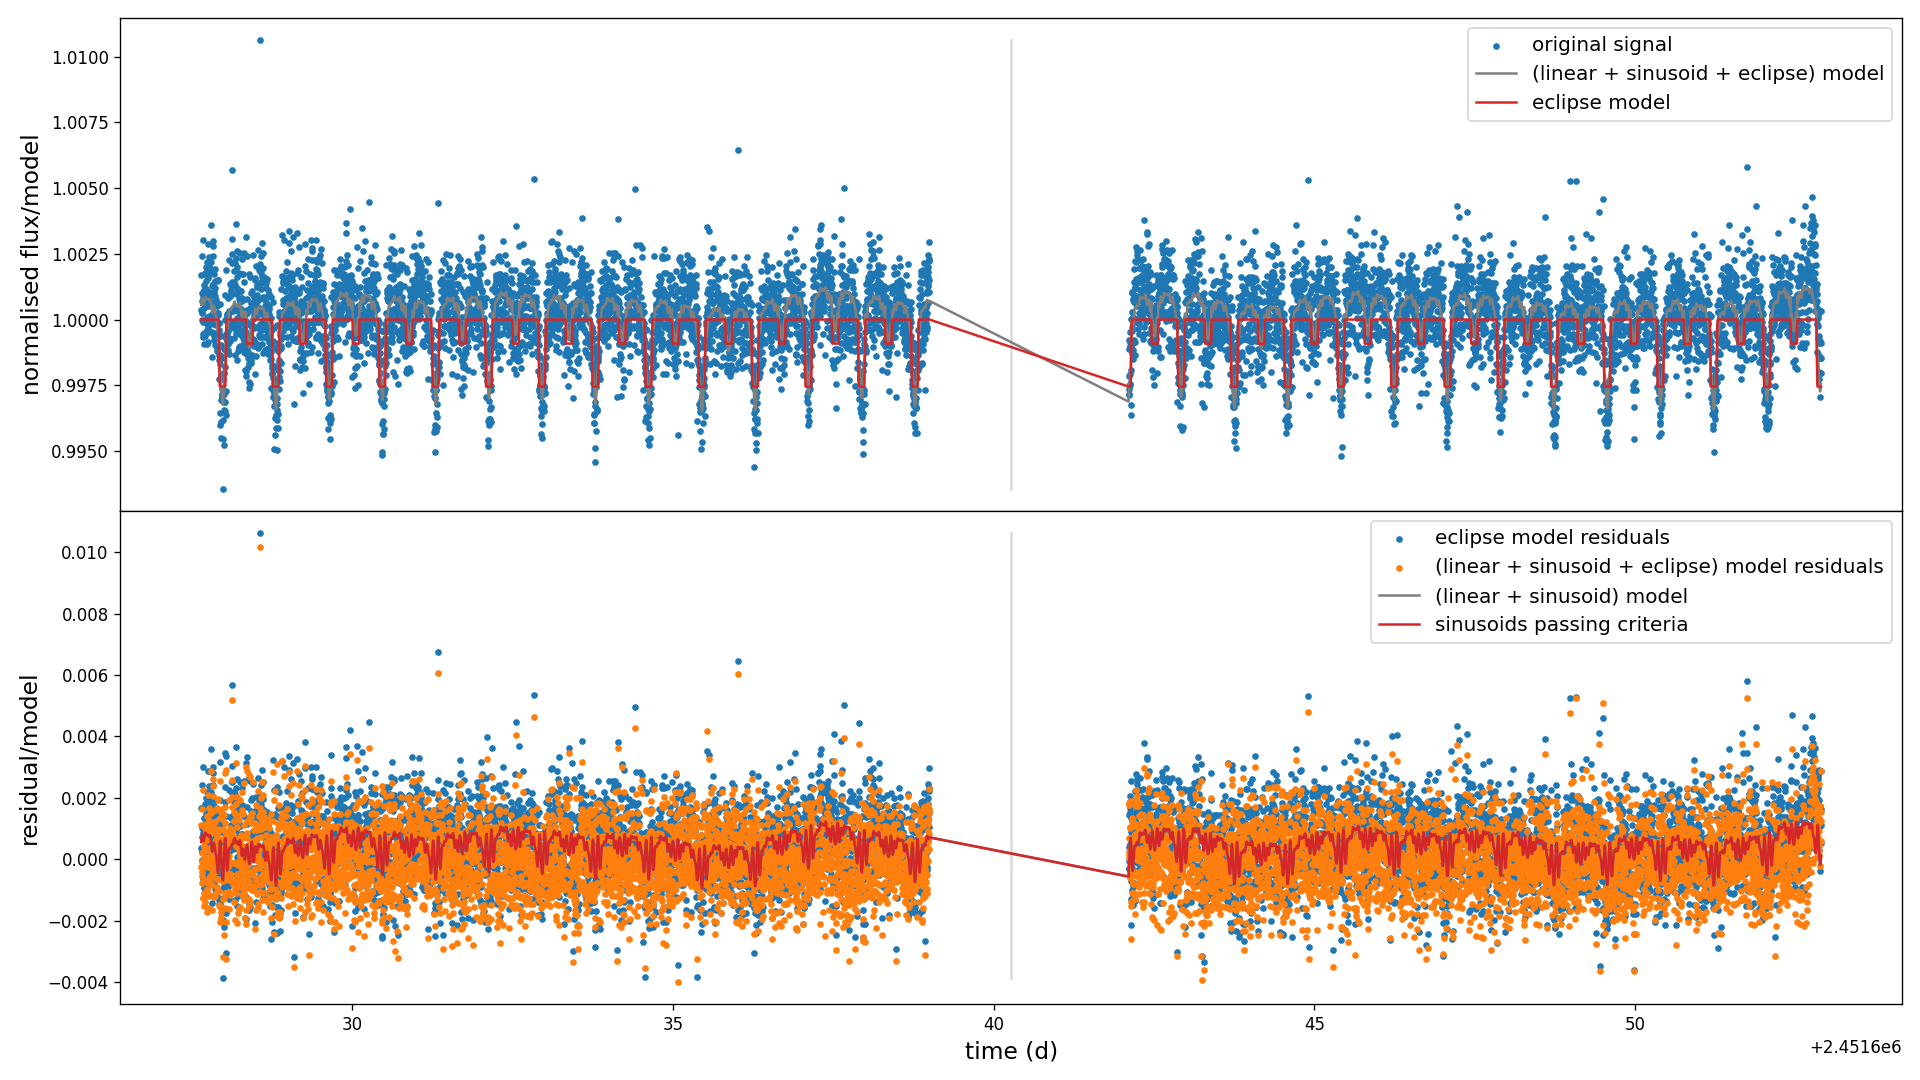 normalised flux/model
1.0100
1.0075
1.0050
1.0025
1.0000
0.9975
0.9950
original signal
(linear + sinusoid + eclipse) model
eclipse model
residual/model
0.010
0.008
0.006
0.004
0.002
0.000
−0.002
−0.004
eclipse model residuals
(linear + sinusoid + eclipse) model residuals
(linear + sinusoid) model
sinusoids passing criteria
30 35 40 45 50
time (d)
+2.4516e6